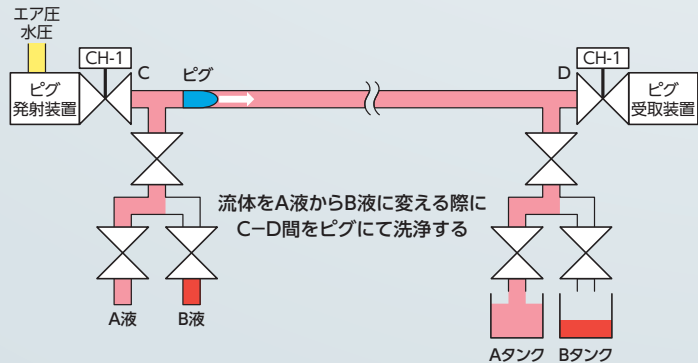 エア圧
水圧
CH-1
C
ピグ
D
CH-1
ピグ
発射装置
ピグ
受取装置
流体をA液からB液に変える際に
C−D間をピグにて洗浄する
A液
B液
Aタンク
Bタンク